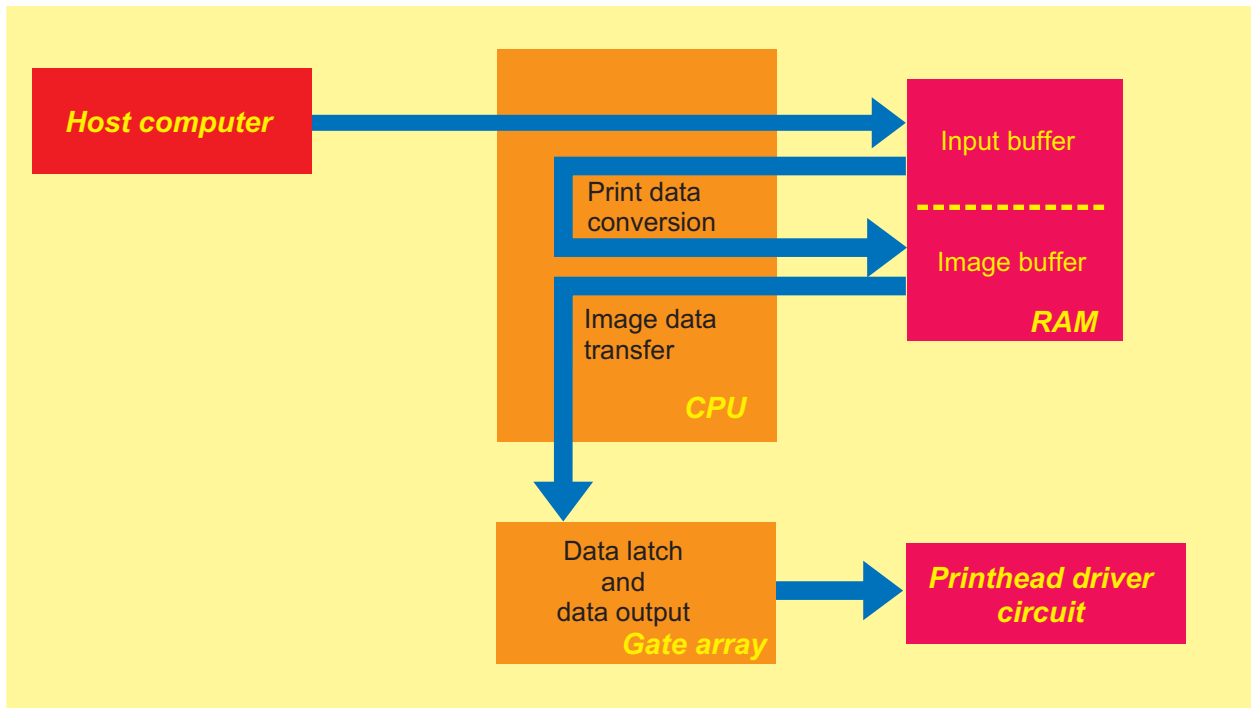 Host computer
Input buffer
Print data
conversion
Image buffer
Image data
transfer
RAM
CPU
Data latch
and
data output
Gate array
Printhead driver
circuit